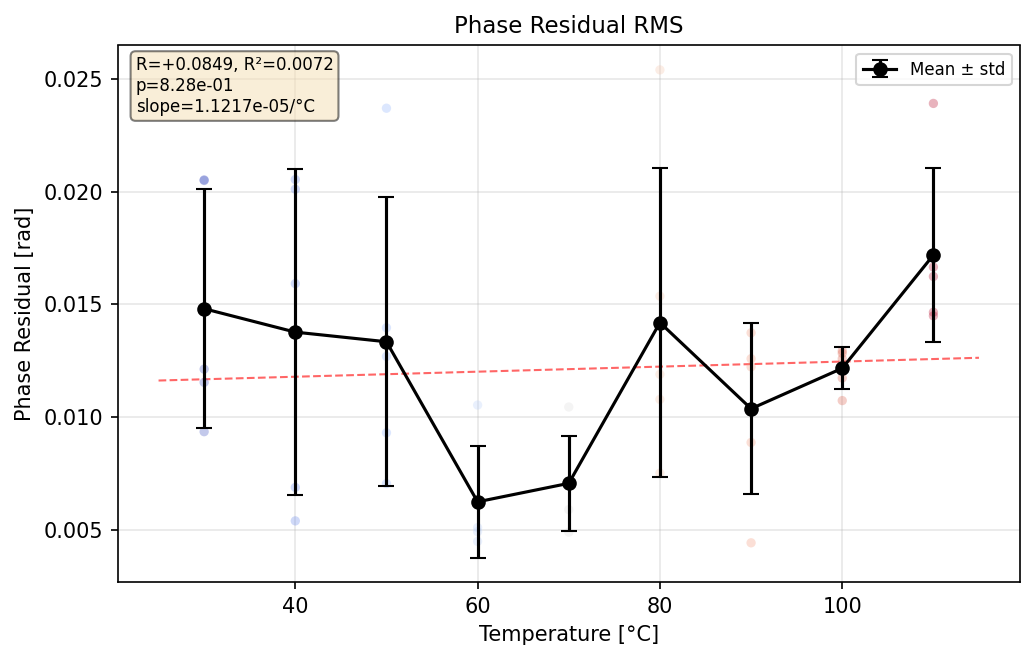 Phase Residual RMS
R=+0.0849, R²=0.0072
p=8.28e-01
slope=1.1217e-05/°C
Mean ± std
Phase Residual [rad]
0.025
0.020
0.015
0.010
0.005
40
60
80
100
Temperature [°C]